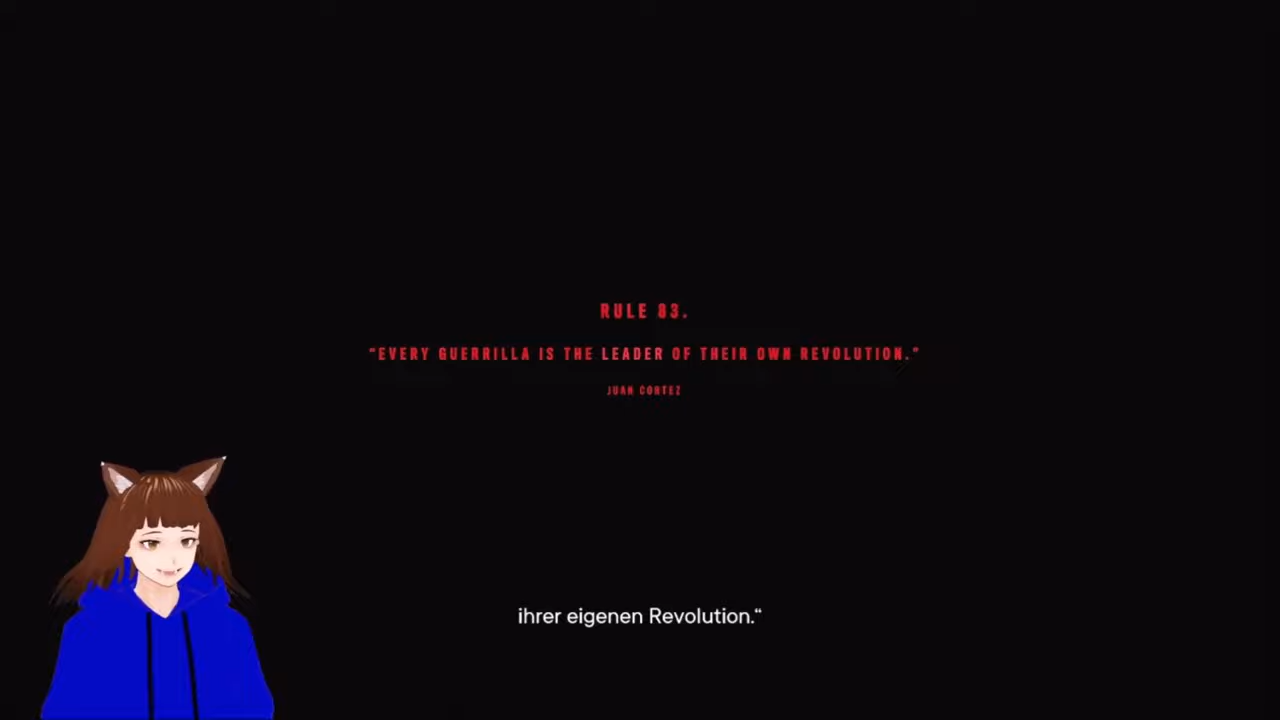 RULE 83.
"EVERY GUERRILLA IS THE LEADER OF THEIR OWN REVOLUTION."
JUAN CORTEZ
ihrer eigenen Revolution.“